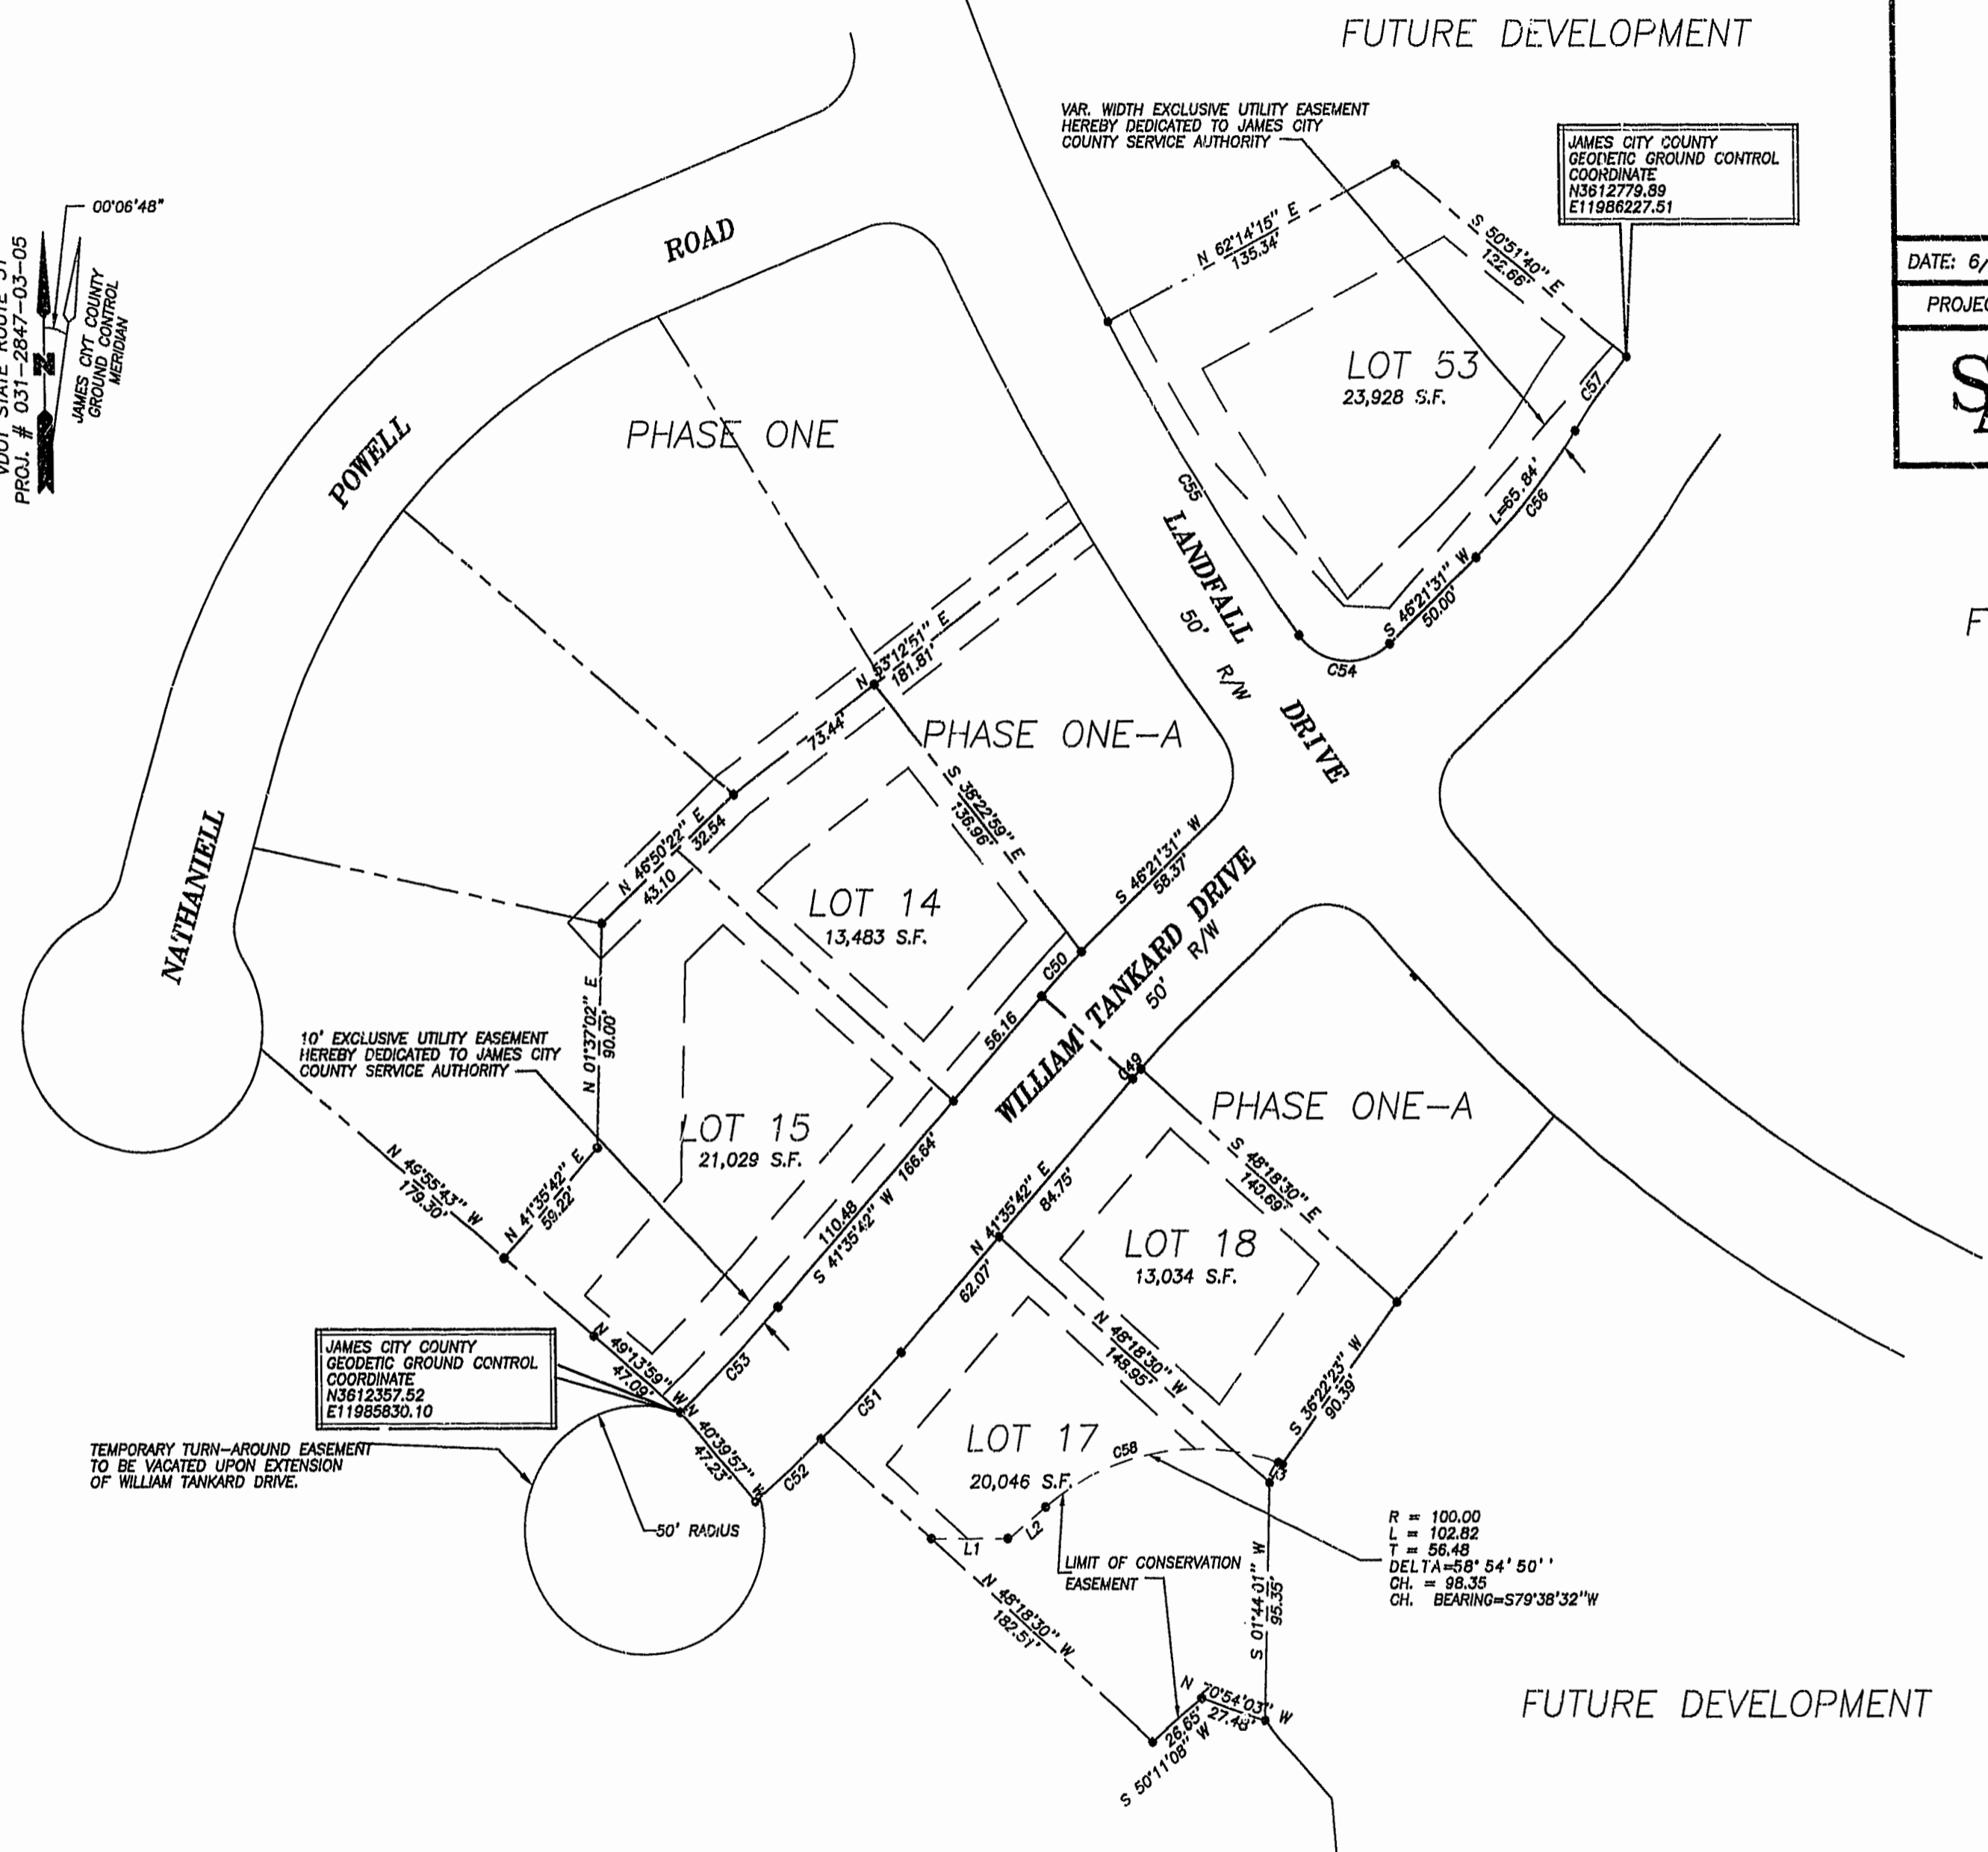 FUTURE DEVELOPMENT
VAR. WIDTH EXCLUSIVE UTILITY EASEMENT
HEREBY DEDICATED TO JAMES CITY
COUNTY SERVICE AUTHORITY
JAMES CITY COUNTY
GEODETIC GROUND CONTROL
COORDINATE
N3612779.89
E11986227.51
00°06'48"
PROJ. # 031-2847-03-05
N
JAMES CIYT COUNTY
GROUND CONTROL
MERIDIAN
DATE: 6/
PROJEC
ROAD
POWELL
NATHANIELL
N 62°14'15" E
135.34'
S 50°51'40" E
122.66'
LOT 53
23,928 S.F.
C57
L=65.84'
C56
S 46°21'31" W
50.00'
C54
C55
LANDFALL
50'
R/W
DRIVE
PHASE ONE
N 53°12'51" E
181.81'
73.44'
PHASE ONE-A
S 38°22'59" E
136.96'
N 46°50'22" E
32.54
43.10
LOT 14
13,483 S.F.
S 46°21'31" W
58.37'
C50
56.16
WILLIAM TANKARD DRIVE
50'
R/W
C49
N 01°37'02" E
90.00'
10' EXCLUSIVE UTILITY EASEMENT
HEREBY DEDICATED TO JAMES CITY
COUNTY SERVICE AUTHORITY
LOT 15
21,029 S.F.
PHASE ONE-A
N 49°55'43" W
179.30'
N 41°35'42" E
59.22'
110.48
S 41°35'42" W 166.64'
N 41°35'42" E
84.75'
62.07'
S 48°18'30" E
140.69'
LOT 18
13,034 S.F.
N 48°18'30" W
148.95'
S 36°22'23" W
90.39'
JAMES CITY COUNTY
GEODETIC GROUND CONTROL
COORDINATE
N3612357.52
E11985830.10
N 49°13'59" W
47.09'
C53
N 40°39'57" W
47.23'
C51
C52
LOT 17
20,046 S.F.
C58
L3
TEMPORARY TURN-AROUND EASEMENT
TO BE VACATED UPON EXTENSION
OF WILLIAM TANKARD DRIVE.
50' RADIUS
L1
L2
LIMIT OF CONSERVATION
EASEMENT
R = 100.00
L = 102.82
T = 56.48
DELTA=58° 54' 50''
CH. = 98.35
CH. BEARING=S79°38'32"W
N 48°18'30" W
182.51'
S 01°44'01" W
95.35'
N 70°54'03" W
27.48'
26.65'
S 50°11'08" W
FUTURE DEVELOPMENT